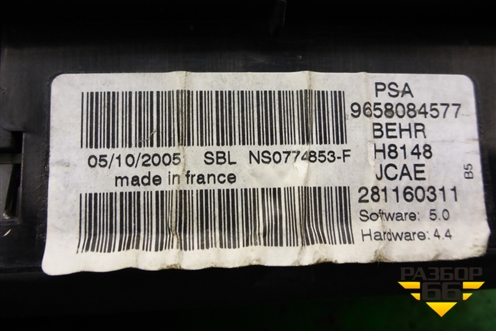 PSA
9658084577
BEHR
H8148
JCAE
281160311
Software: 5.0
Hardware: 4.4
B5
05/10/2005 SBL NS0774853-F
made in france
РАЗБОР
66